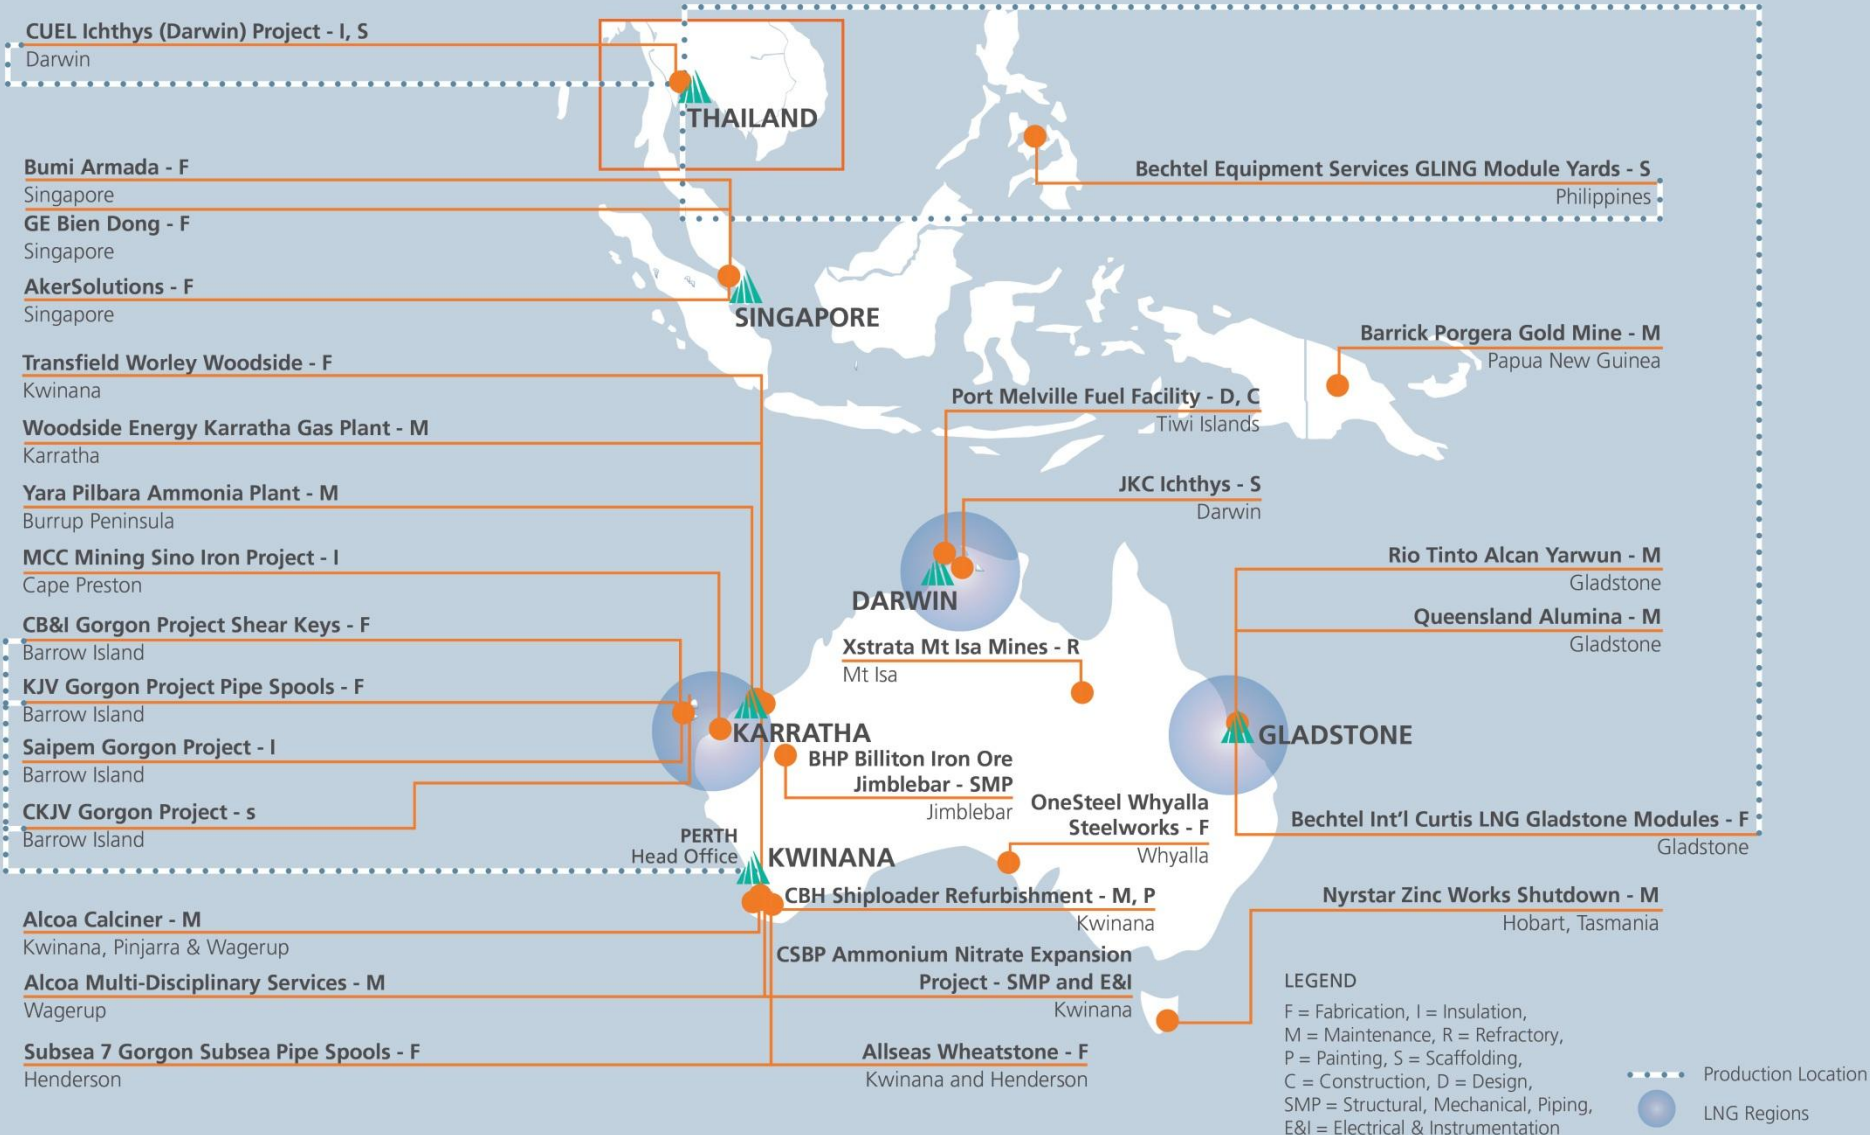 CUEL Ichthys (Darwin) Project - I, S
Darwin
THAILAND
Bumi Armada - F
Singapore
GE Bien Dong - F
Singapore
AkerSolutions - F
Singapore
SINGAPORE
Bechtel Equipment Services GLING Module Yards - S
Philippines
Barrick Porgera Gold Mine - M
Papua New Guinea
Transfield Worley Woodside - F
Kwinana
Woodside Energy Karratha Gas Plant - M
Karratha
Yara Pilbara Ammonia Plant - M
Burrup Peninsula
MCC Mining Sino Iron Project - I
Cape Preston
CB&I Gorgon Project Shear Keys - F
Barrow Island
KJV Gorgon Project Pipe Spools - F
Barrow Island
Saipem Gorgon Project - I
Barrow Island
CKJV Gorgon Project - s
Barrow Island
Port Melville Fuel Facility - D, C
Tiwi Islands
JKC Ichthys - S
Darwin
DARWIN
Xstrata Mt Isa Mines - R
Mt Isa
KARRATHA
BHP Billiton Iron Ore
Jimblebar - SMP
Jimblebar
OneSteel Whyalla
Steelworks - F
Whyalla
PERTH
Head Office
KWINANA
CBH Shiploader Refurbishment - M, P
Kwinana
CSBP Ammonium Nitrate Expansion
Project - SMP and E&I
Kwinana
Allseas Wheatstone - F
Kwinana and Henderson
Rio Tinto Alcan Yarwun - M
Gladstone
Queensland Alumina - M
Gladstone
GLADSTONE
Bechtel Int’l Curtis LNG Gladstone Modules - F
Gladstone
Nyrstar Zinc Works Shutdown - M
Hobart, Tasmania
Alcoa Calciner - M
Kwinana, Pinjarra & Wagerup
Alcoa Multi-Disciplinary Services - M
Wagerup
Subsea 7 Gorgon Subsea Pipe Spools - F
Henderson
LEGEND
F = Fabrication, I = Insulation,
M = Maintenance, R = Refractory,
P = Painting, S = Scaffolding,
C = Construction, D = Design,
SMP = Structural, Mechanical, Piping,
E&I = Electrical & Instrumentation
Production Location
LNG Regions